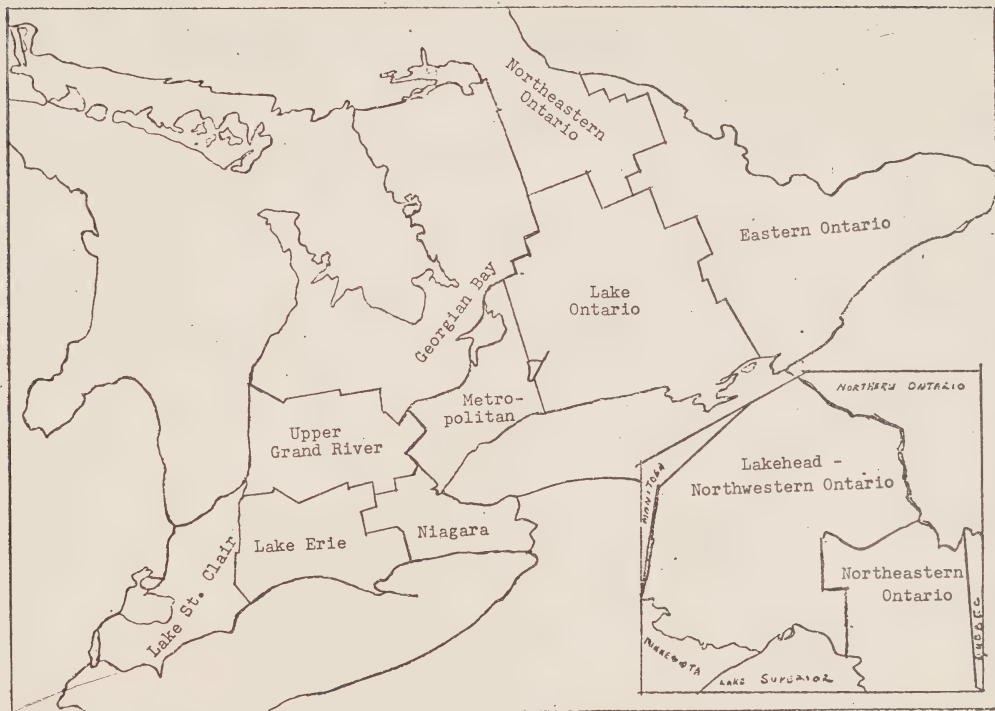 Northeastern
Ontario
Eastern Ontario
Lake
Ontario
Georgian Bay
Metro-
politan
Upper
Grand River
Lake Erie
Niagara
Lake St. Clair
NORTHERN ONTARIO
MANITOBA
Lakehead -
Northwestern Ontario
Northeastern
Ontario
QUEBEC
MINNESOTA
LAKE SUPERIOR